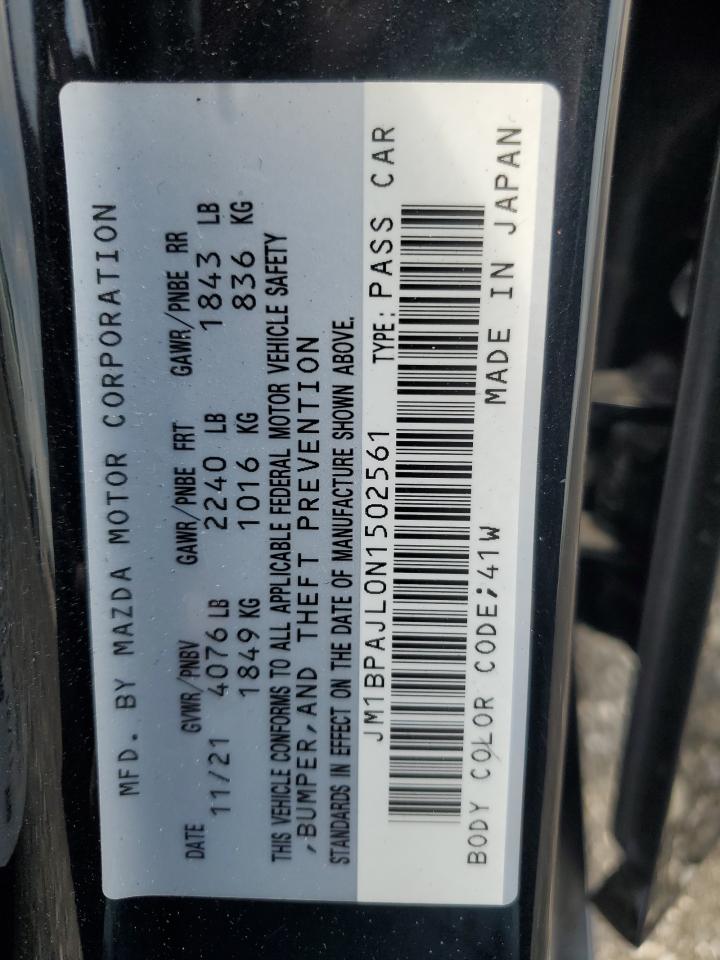 MFD. BY MAZDA MOTOR CORPORATION
DATE GVWR/PNBV GAWR/PNBE FRT GAWR/PNBE RR
11/21 4076 LB 2240 LB 1843 LB
1849 KG 1016 KG 836 KG
THIS VEHICLE CONFORMS TO ALL APPLICABLE FEDERAL MOTOR VEHICLE SAFETY
,BUMPER,AND THEFT PREVENTION
STANDARDS IN EFFECT ON THE DATE OF MANUFACTURE SHOWN ABOVE.
JM1BPAJL0N1502561 TYPE: PASS CAR
BODY COLOR CODE;41W
MADE IN JAPAN